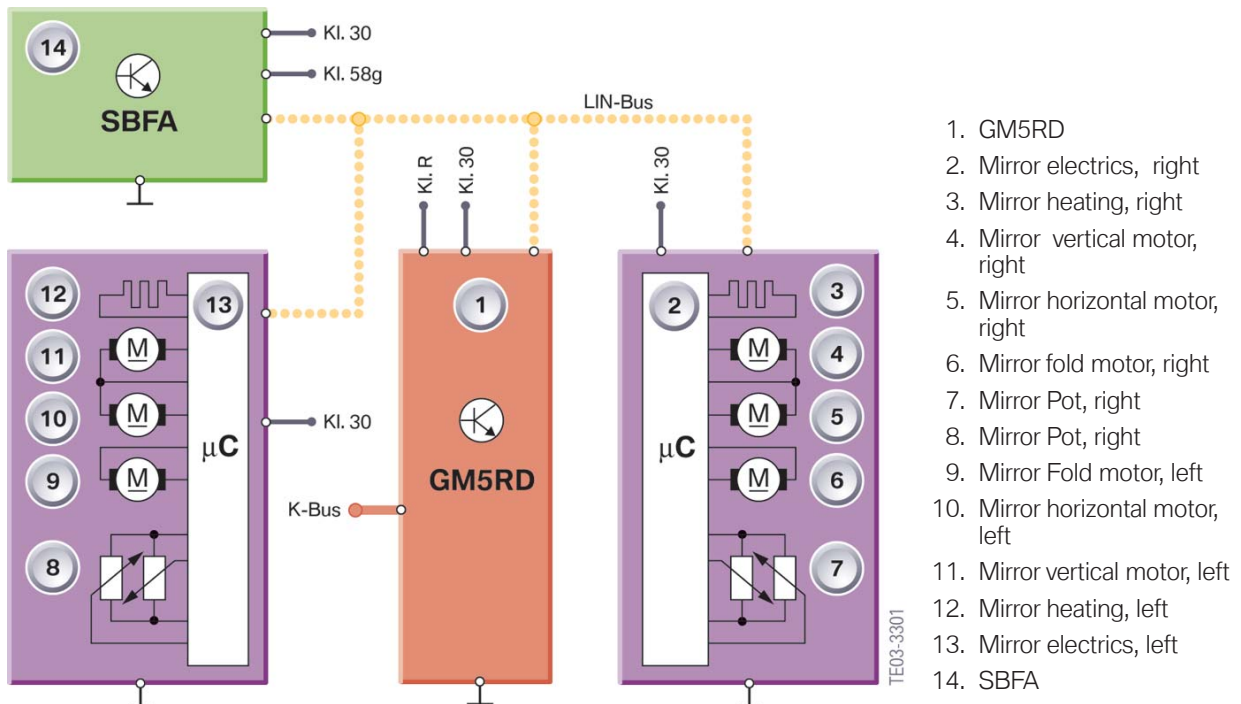 14
Kl. 30
Kl. 58g
SBFA
LIN-Bus
Kl. R
Kl. 30
Kl. 30
12
13
11
10
9
8
µC
M
M
M
Kl. 30
K-Bus
1
GM5RD
2
3
4
5
6
7
µC
M
M
M
TE03-3301
1. GM5RD
2. Mirror electrics, right
3. Mirror heating, right
4. Mirror vertical motor,
right
5. Mirror horizontal motor,
right
6. Mirror fold motor, right
7. Mirror Pot, right
8. Mirror Pot, right
9. Mirror Fold motor, left
10. Mirror horizontal motor,
left
11. Mirror vertical motor, left
12. Mirror heating, left
13. Mirror electrics, left
14. SBFA